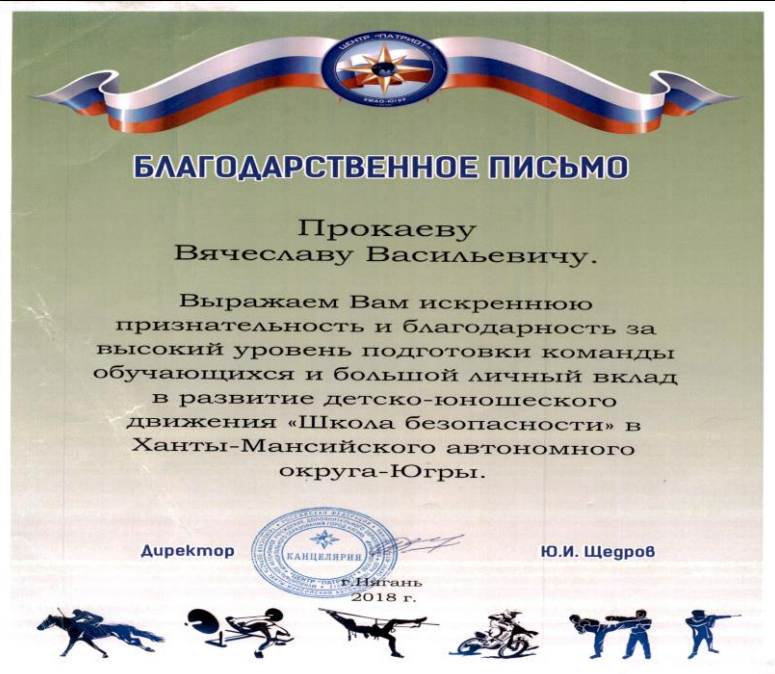 ЦЕНТР "ПАТРИОТ"
ХМАО-Югра
БЛАГОДАРСТВЕННОЕ ПИСЬМО
Прокаеву
Вячеславу Васильевичу.
Выражаем Вам искреннюю
признательность и благодарность за
высокий уровень подготовки команды
обучающихся и большой личный вклад
в развитие детско-юношеского
движения «Школа безопасности» в
Ханты-Мансийского автономного
округа-Югры.
Директор
КАНЦЕЛЯРИЯ
Ю.И. Щедров
г.Нягань
2018 г.